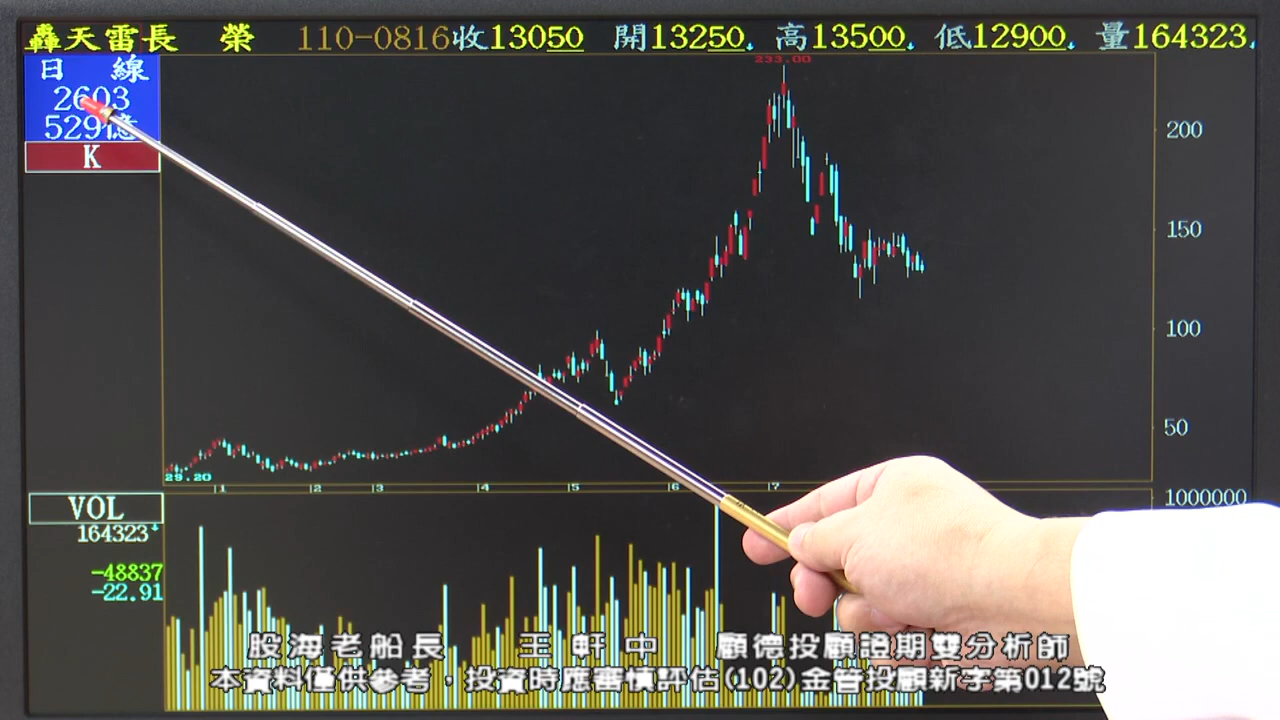 轟天雷長 榮 110-0816收13050 開13250 高13500 低12900 量164323
日 線
2603
529億
K
233.00
200
150
100
50
29.20
1 2 3 4 5 6 7
VOL
1000000
164323
-48837
-22.91
股海老船長 王軒中 顧德投顧證期雙分析師
本資料僅供參考,投資時應審慎評估(102)金管投顧新字第012號